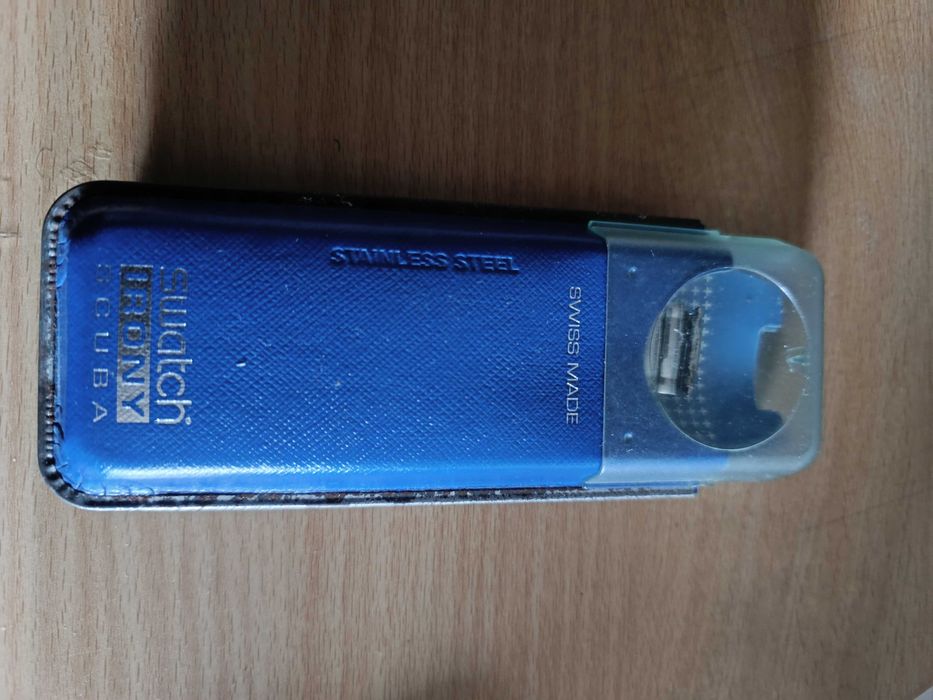 swatch
IRONY
SCUBA
STAINLESS STEEL
SWISS MADE